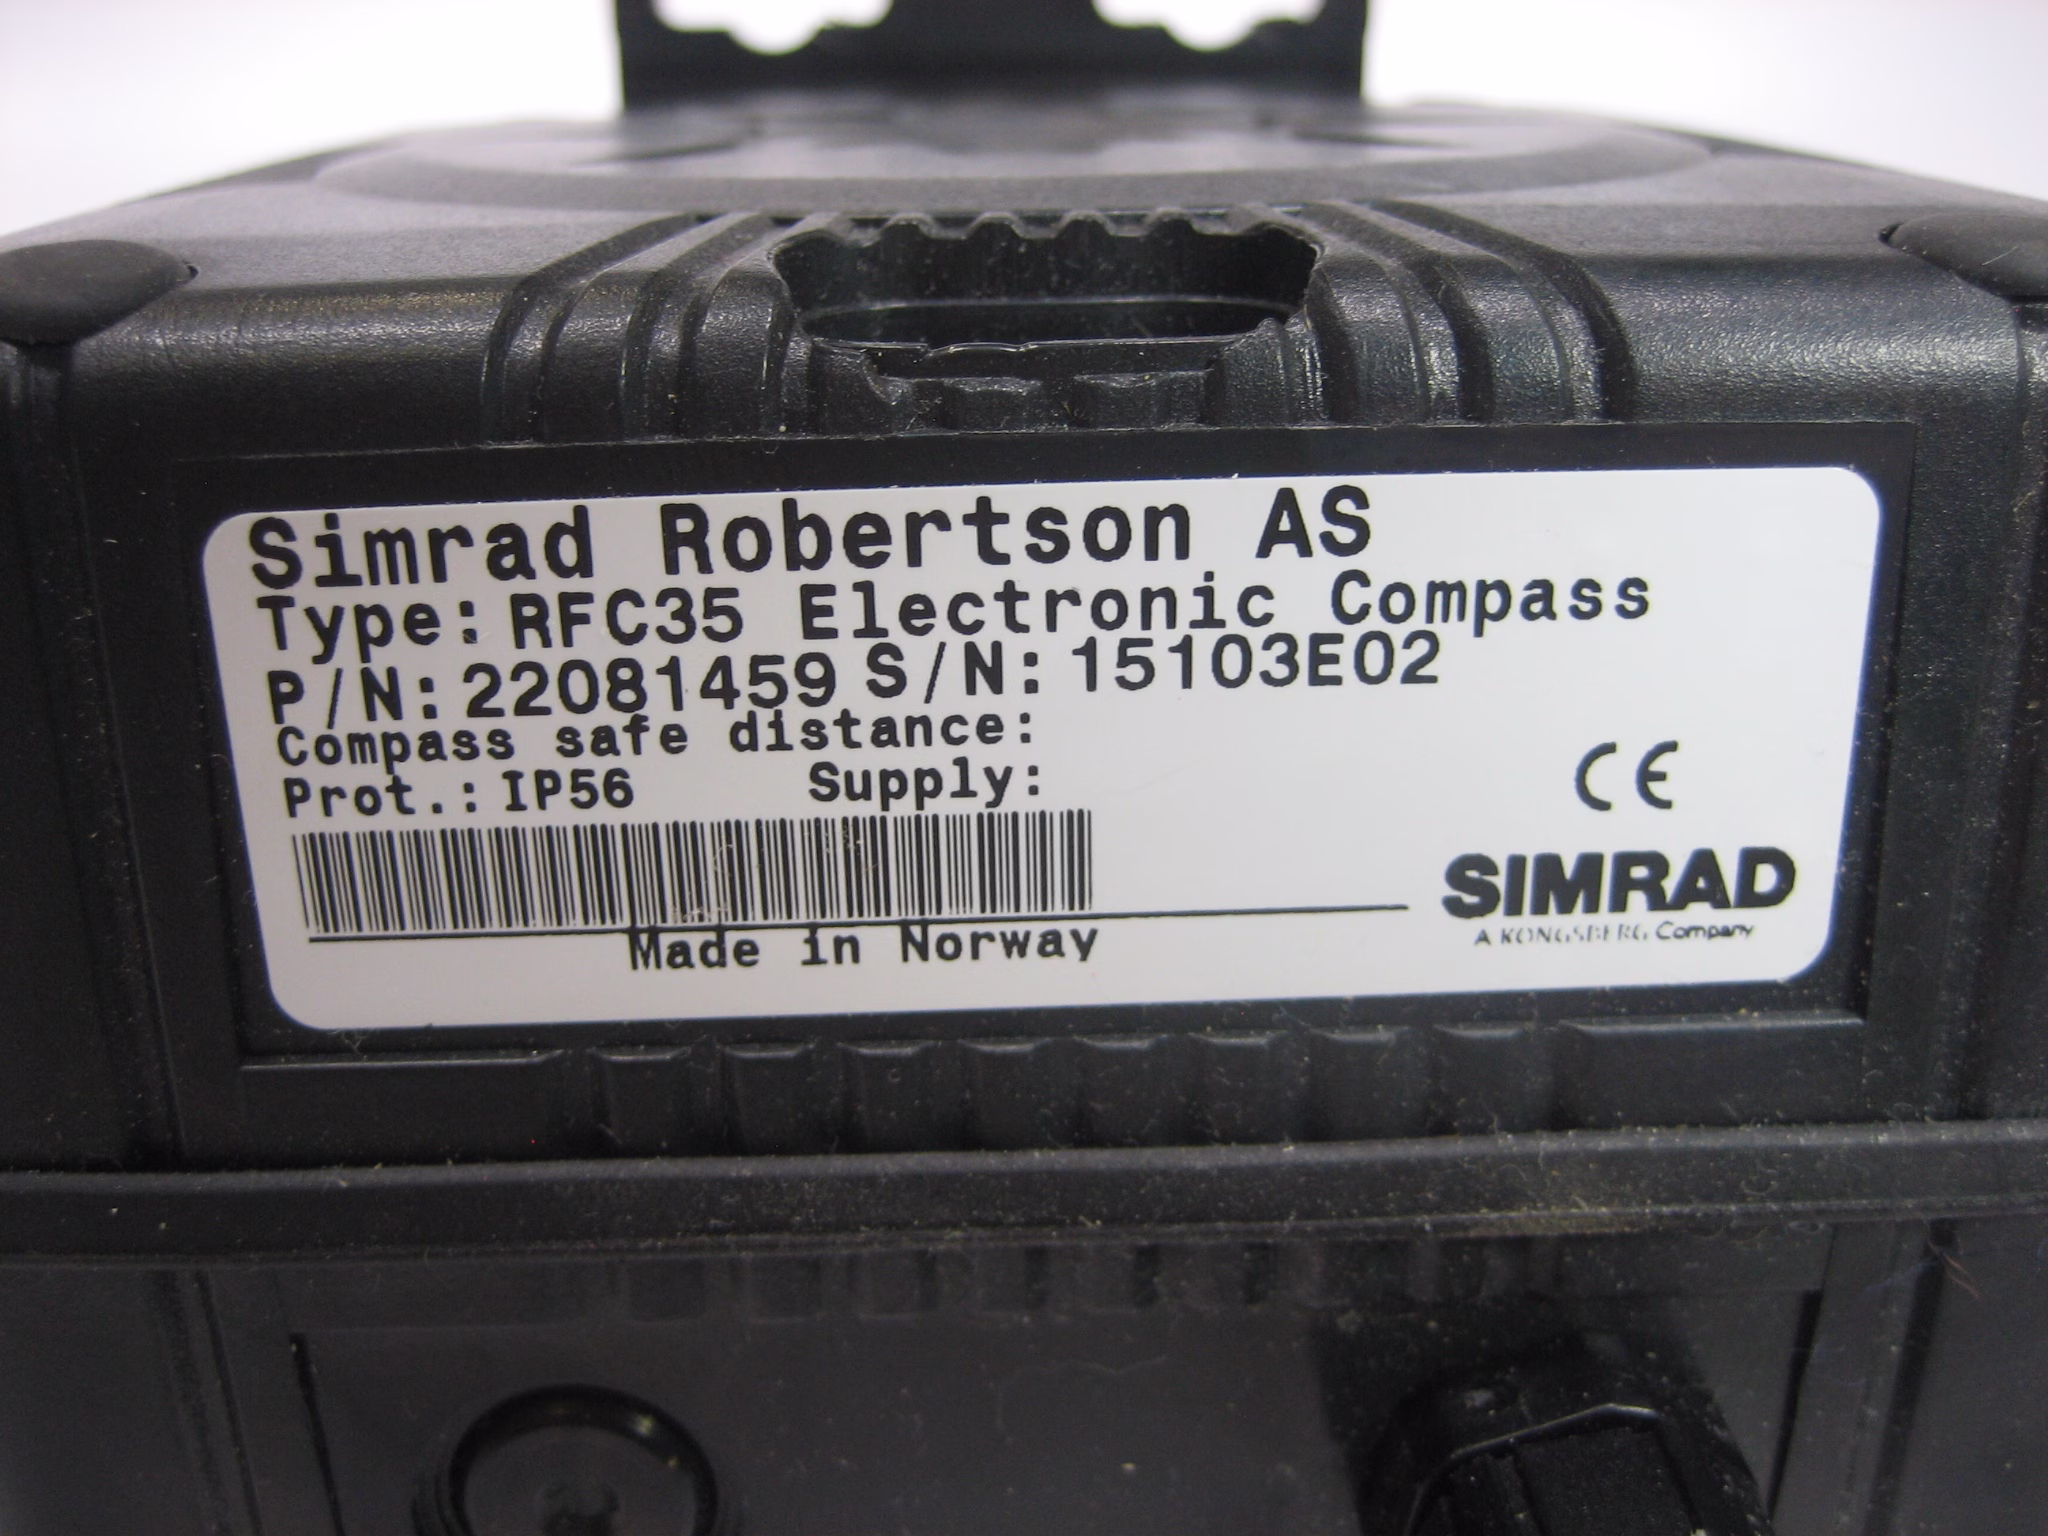 Simrad Robertson AS
Type: RFC35 Electronic Compass
P/N: 22081459 S/N: 15103E02
Compass safe distance:
Prot.: IP56 Supply:
CE
SIMRAD
A KONGSBERG Company
Made in Norway